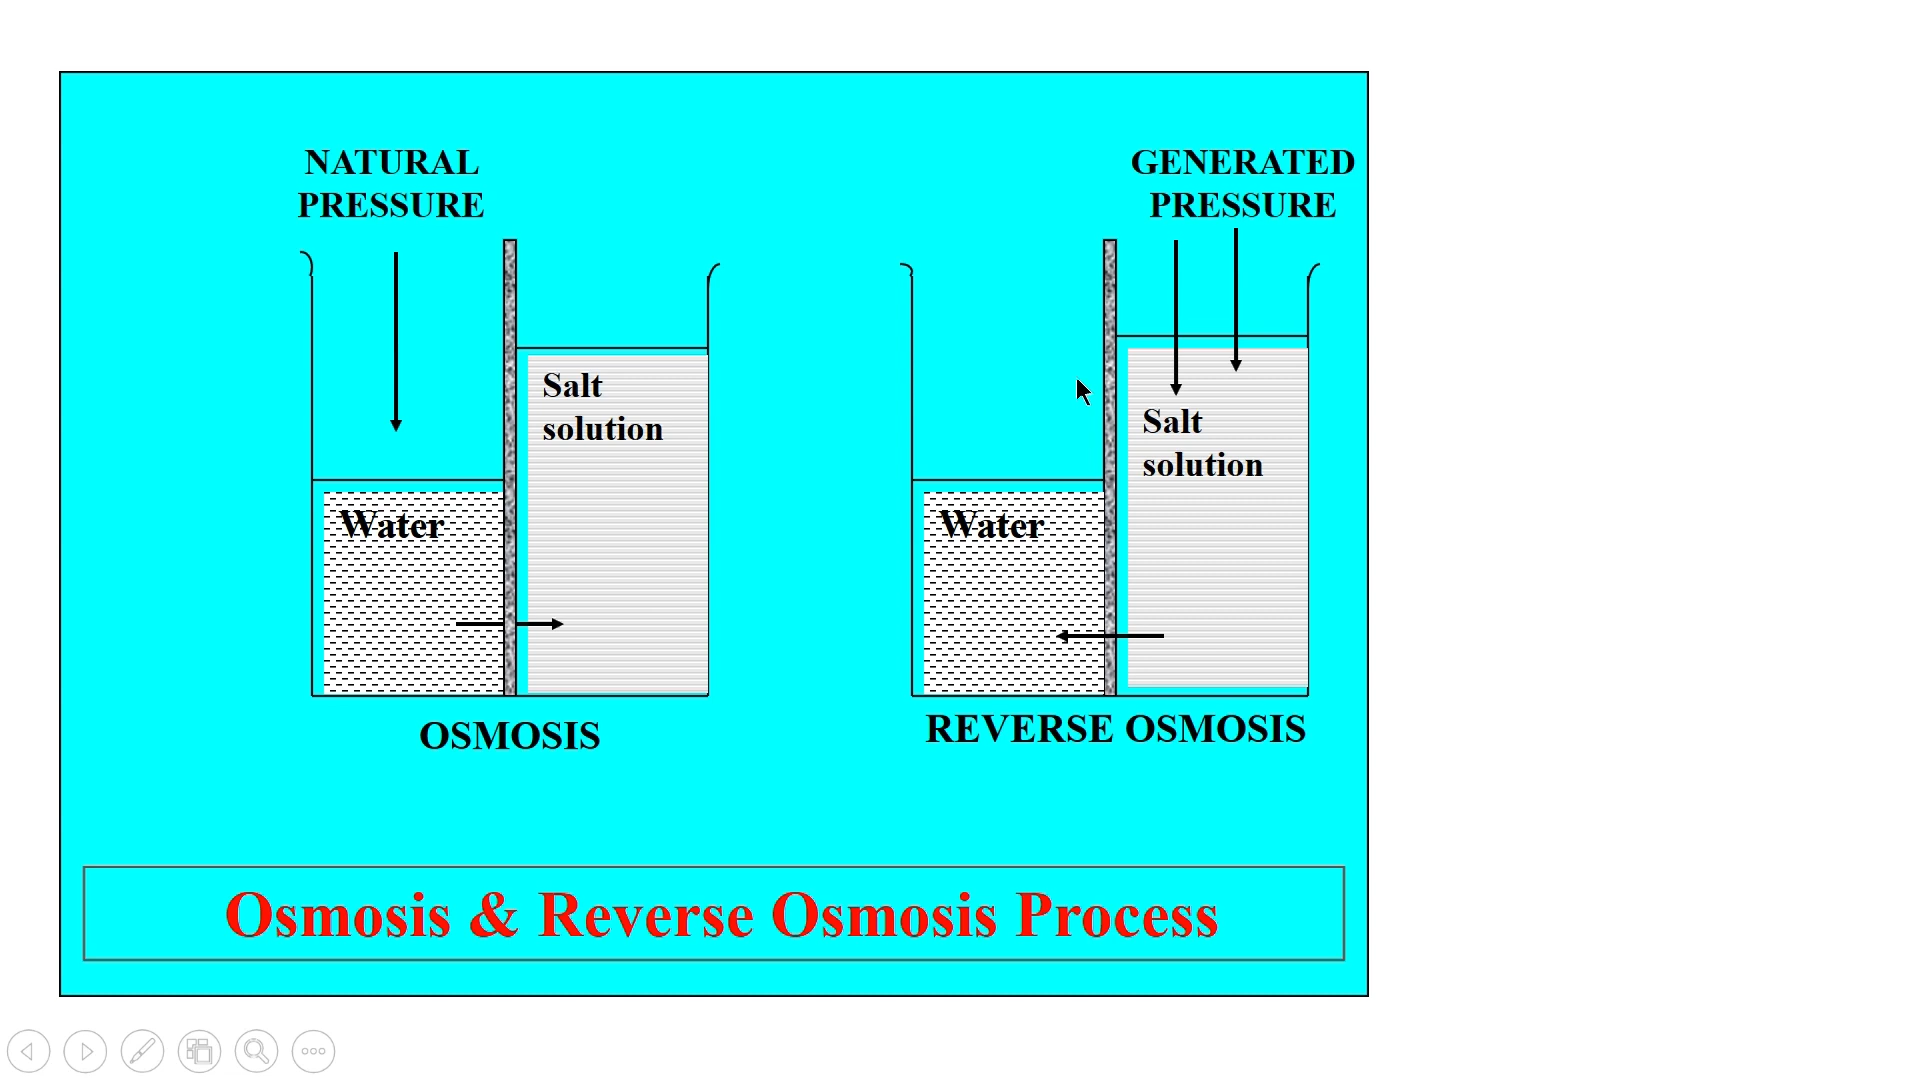 NATURAL
PRESSURE
GENERATED
PRESSURE
Salt
solution
Water
Salt
solution
Water
OSMOSIS
REVERSE OSMOSIS
Osmosis & Reverse Osmosis Process